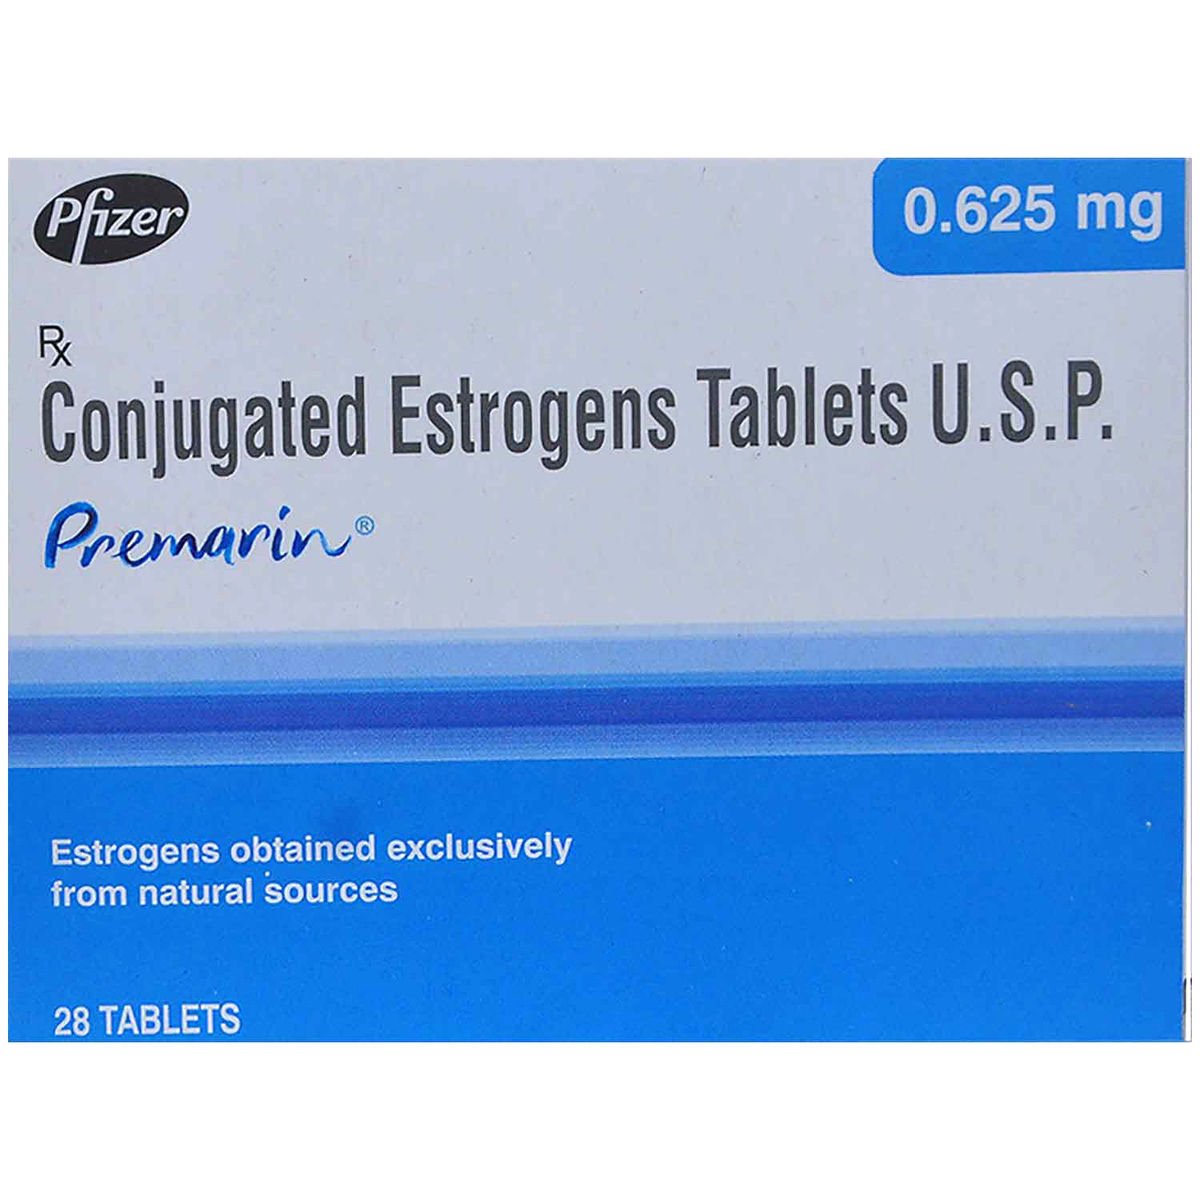 Pfizer
0.625 mg
Rx
Conjugated Estrogens Tablets U.S.P.
Premarin®
Estrogens obtained exclusively
from natural sources
28 TABLETS